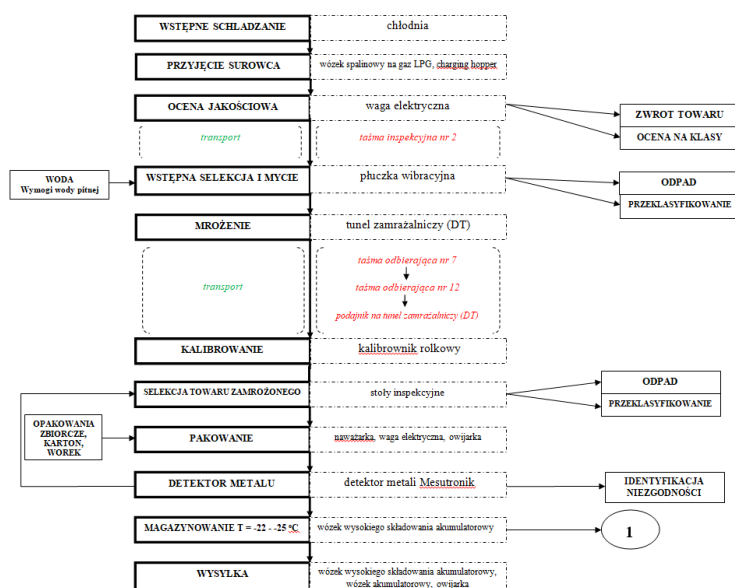 WSTĘPNE SCHŁADZANIE
chłodnia
PRZYJĘCIE SUROWCA
wózek spalinowy na gaz LPG, charging hopper
OCENA JAKOŚCIOWA
waga elektryczna
ZWROT TOWARU
OCENA NA KLASY
transport
taśma inspekcyjna nr 2
WODA
Wymogi wody pitnej
WSTĘPNA SELEKCJA I MYCIE
płuczka wibracyjna
ODPAD
PRZEKLASYFIKOWANIE
MROŻENIE
tunel zamrażalniczy (DT)
transport
taśma odbierająca nr 7
taśma odbierająca nr 12
podajnik na tunel zamrażalniczy (DT)
KALIBROWANIE
kalibrownik rolkowy
SELEKCJA TOWARU ZAMROŻONEGO
stoły inspekcyjne
ODPAD
PRZEKLASYFIKOWANIE
OPAKOWANIA
ZBIORCZE,
KARTON,
WOREK
PAKOWANIE
naważarka, waga elektryczna, owijarka
DETEKTOR METALU
detektor metali Mesutronik
IDENTYFIKACJA
NIEZGODNOŚCI
MAGAZYNOWANIE T = -22 - -25 °C
wózek wysokiego składowania akumulatorowy
1
WYSYŁKA
wózek wysokiego składowania akumulatorowy,
wózek akumulatorowy, owijarka